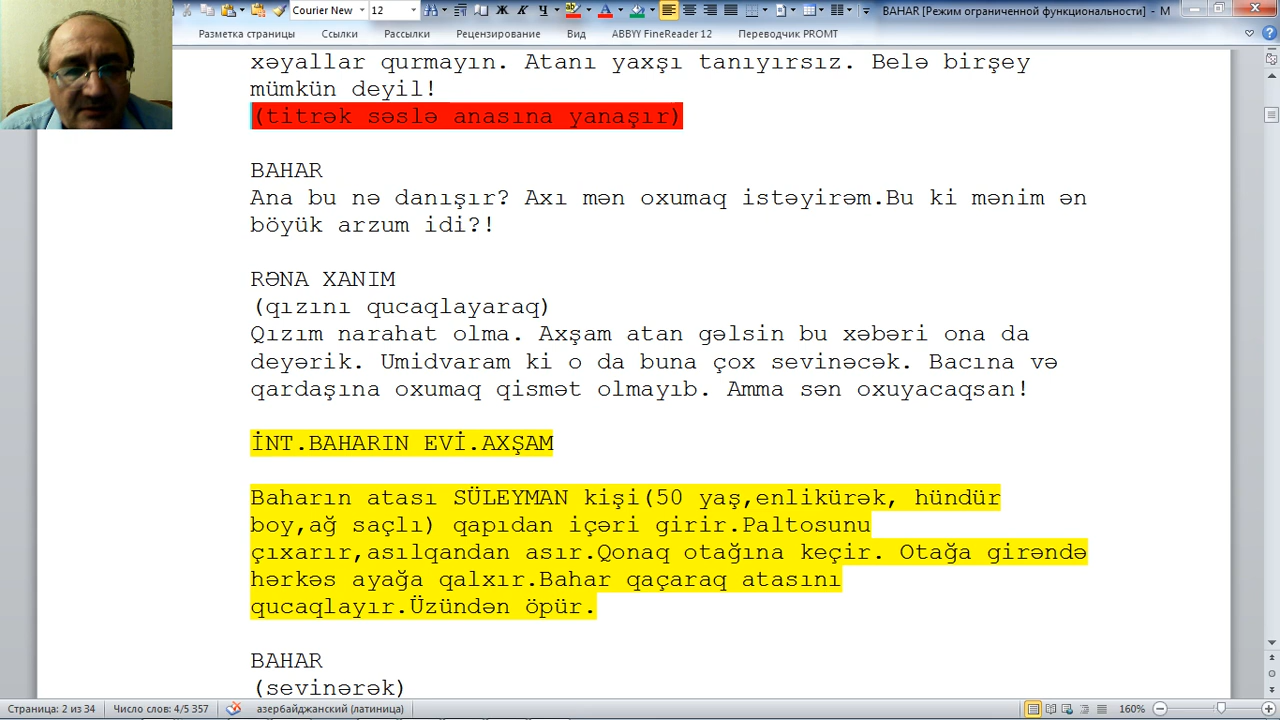 Courier New 12 BAHAR [Режим ограниченной функциональности] - M
Разметка страницы Ссылки Рассылки Рецензирование Вид ABBYY FineReader 12 Переводчик PROMT
xəyallar qurmayın. Atanı yaxşı tanıyırsız. Belə birşey
mümkün deyil!
(titrək səslə anasına yanaşır)
BAHAR
Ana bu nə danışır? Axı mən oxumaq istəyirəm.Bu ki mənim ən
böyük arzum idi?!
RƏNA XANIM
(qızını qucaqlayaraq)
Qızım narahat olma. Axşam atan gəlsin bu xəbəri ona da
deyərik. Umidvaram ki o da buna çox sevinəcək. Bacına və
qardaşına oxumaq qismət olmayıb. Amma sən oxuyacaqsan!
İNT.BAHARIN EVİ.AXŞAM
Baharın atası SÜLEYMAN kişi(50 yaş,enlikürək, hündür
boy,ağ saçlı) qapıdan içəri girir.Paltosunu
çıxarır,asılqandan asır.Qonaq otağına keçir. Otağa girəndə
hərkəs ayağa qalxır.Bahar qaçaraq atasını
qucaqlayır.Üzündən öpür.
BAHAR
(sevinərək)
Страница: 2 из 34 Число слов: 4/5 357 азербайджанский (латиница) 160%